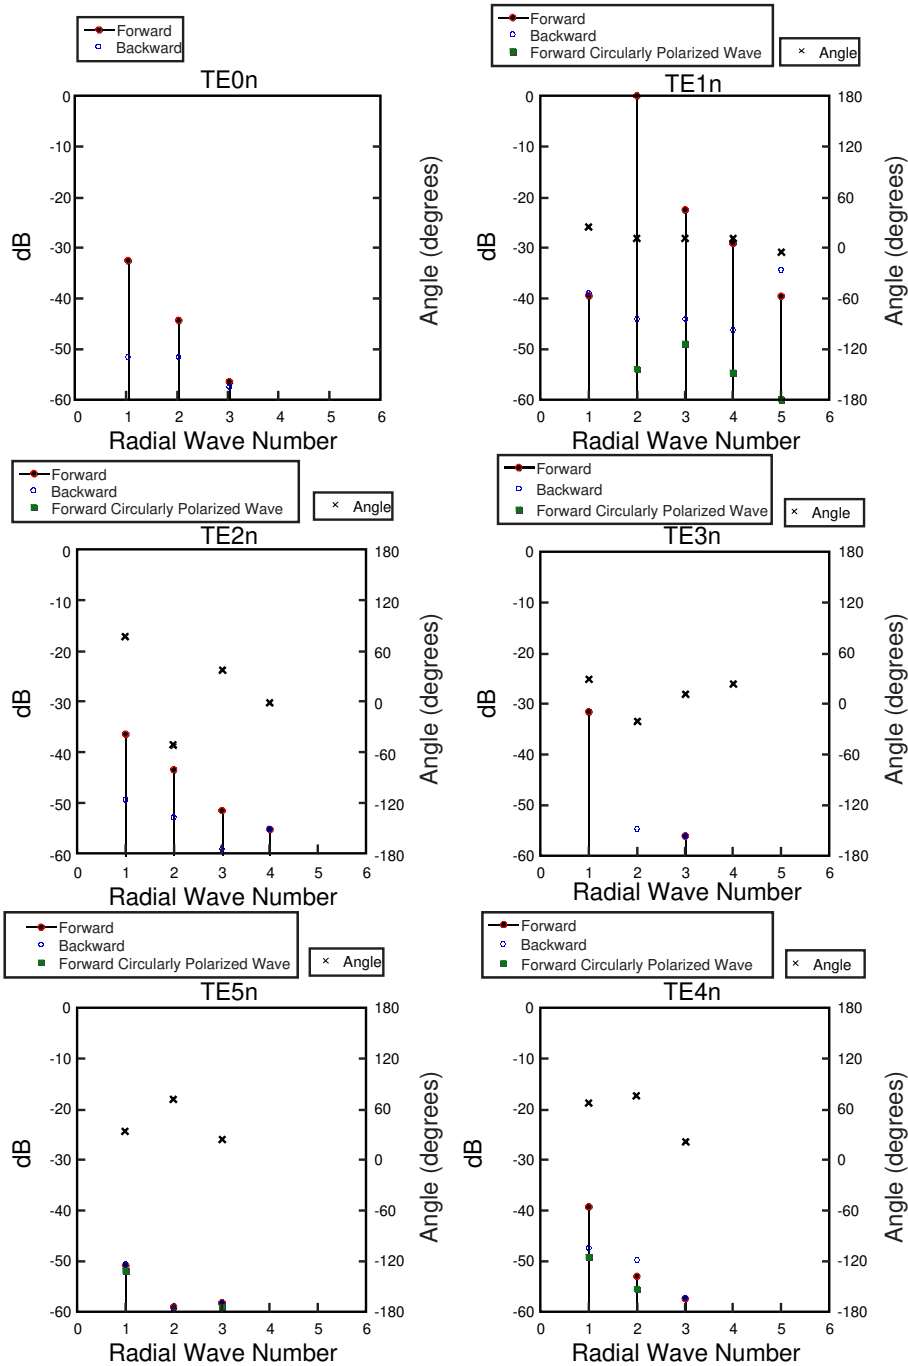 Forward
Backward
TE0n
0
-10
-20
-30
-40
-50
-60
dB
0 1 2 3 4 5 6
Radial Wave Number
Forward
Backward
Forward Circularly Polarized Wave
Angle
TE1n
0
-10
-20
-30
-40
-50
-60
dB
180
120
60
0
-60
-120
-180
Angle (degrees)
Angle (degrees)
0 1 2 3 4 5 6
Radial Wave Number
Forward
Backward
Forward Circularly Polarized Wave
Angle
TE2n
0
-10
-20
-30
-40
-50
-60
dB
180
120
60
0
-60
-120
-180
Angle (degrees)
0 1 2 3 4 5 6
Radial Wave Number
Forward
Backward
Forward Circularly Polarized Wave
Angle
TE3n
0
-10
-20
-30
-40
-50
-60
dB
180
120
60
0
-60
-120
-180
Angle (degrees)
0 1 2 3 4 5 6
Radial Wave Number
Forward
Backward
Forward Circularly Polarized Wave
Angle
TE5n
0
-10
-20
-30
-40
-50
-60
dB
180
120
60
0
-60
-120
-180
Angle (degrees)
0 1 2 3 4 5 6
Radial Wave Number
Forward
Backward
Forward Circularly Polarized Wave
Angle
TE4n
0
-10
-20
-30
-40
-50
-60
dB
180
120
60
0
-60
-120
-180
Angle (degrees)
0 1 2 3 4 5 6
Radial Wave Number